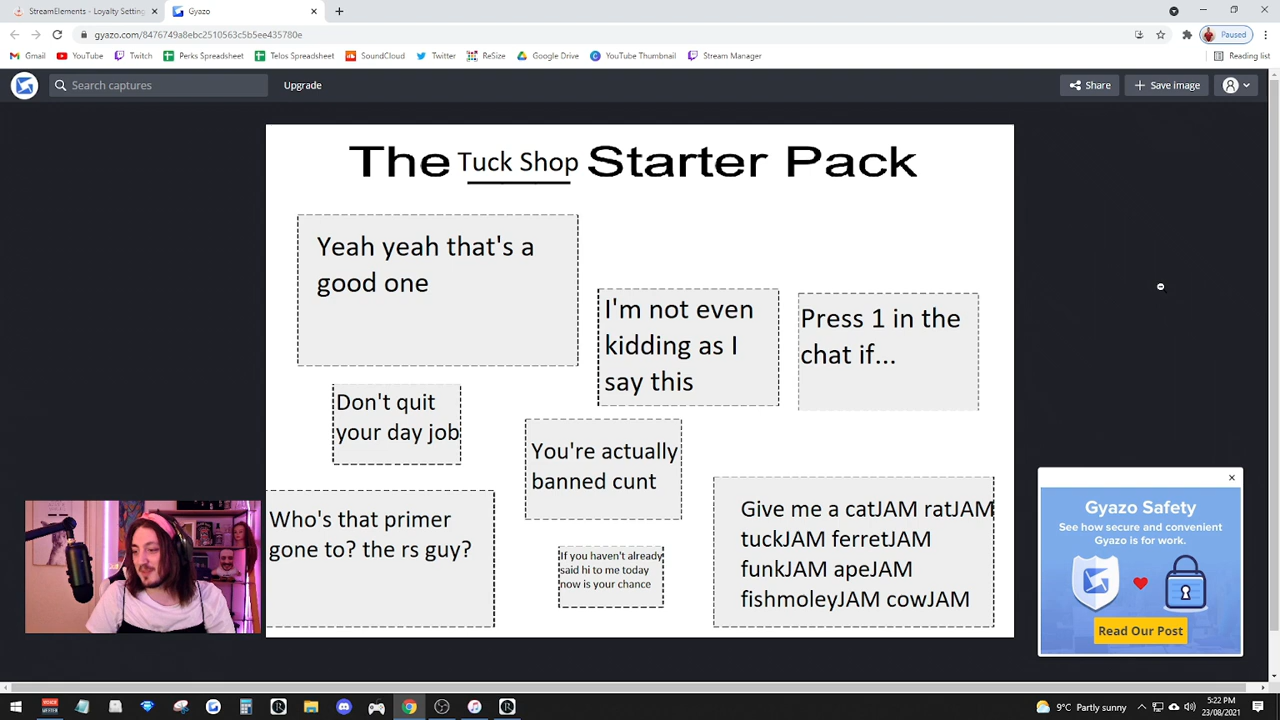 StreamElements - Loyalty Setting
Gyazo
gyazo.com/8476749a8ebc2510563c5b5ee435780e
Paused
Gmail
YouTube
Twitch
Perks Spreadsheet
Telos Spreadsheet
SoundCloud
Twitter
ReSize
Google Drive
YouTube Thumbnail
Stream Manager
Reading list
Search captures
Upgrade
Share
Save image
The Tuck Shop Starter Pack
Yeah yeah that's a
good one
I'm not even
kidding as I
say this
Press 1 in the
chat if...
Don't quit
your day job
You're actually
banned cunt
Who's that primer
gone to? the rs guy?
If you haven't already
said hi to me today
now is your chance
Give me a catJAM ratJAM
tuckJAM ferretJAM
funkJAM apeJAM
fishmoleyJAM cowJAM
Gyazo Safety
See how secure and convenient
Gyazo is for work.
Read Our Post
9°C Partly sunny
5:22 PM
23/08/2021